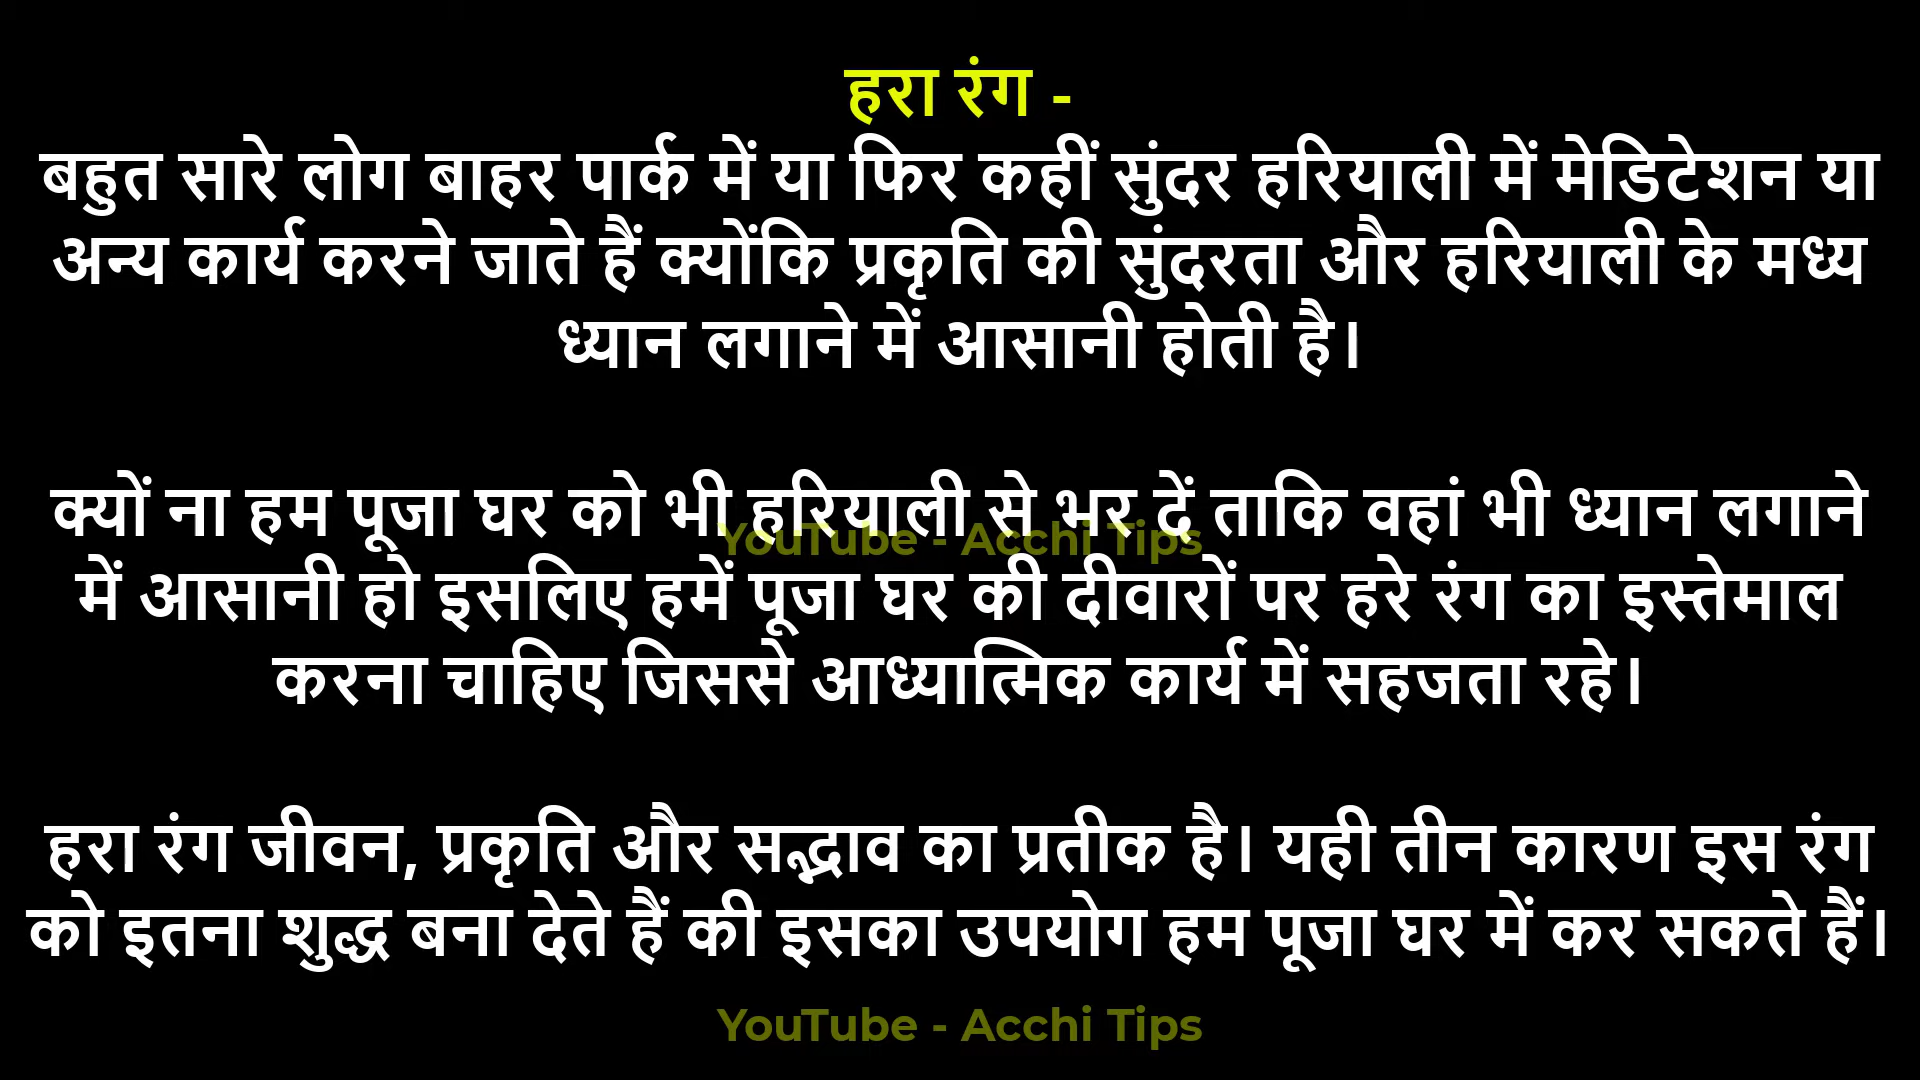 हरा रंग -
बहुत सारे लोग बाहर पार्क में या फिर कहीं सुंदर हरियाली में मेडिटेशन या
अन्य कार्य करने जाते हैं क्योंकि प्रकृति की सुंदरता और हरियाली के मध्य
ध्यान लगाने में आसानी होती है।
क्यों ना हम पूजा घर को भी हरियाली से भर दें ताकि वहां भी ध्यान लगाने
YouTube - Acchi Tips
में आसानी हो इसलिए हमें पूजा घर की दीवारों पर हरे रंग का इस्तेमाल
करना चाहिए जिससे आध्यात्मिक कार्य में सहजता रहे।
हरा रंग जीवन, प्रकृति और सद्भाव का प्रतीक है। यही तीन कारण इस रंग
को इतना शुद्ध बना देते हैं की इसका उपयोग हम पूजा घर में कर सकते हैं।
YouTube - Acchi Tips